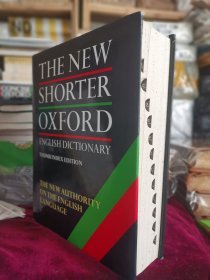 THE NEW
SHORTER
OXFORD
ENGLISH DICTIONARY
THUMB INDEX EDITION
THE NEW AUTHORITY
ON THE ENGLISH
LANGUAGE